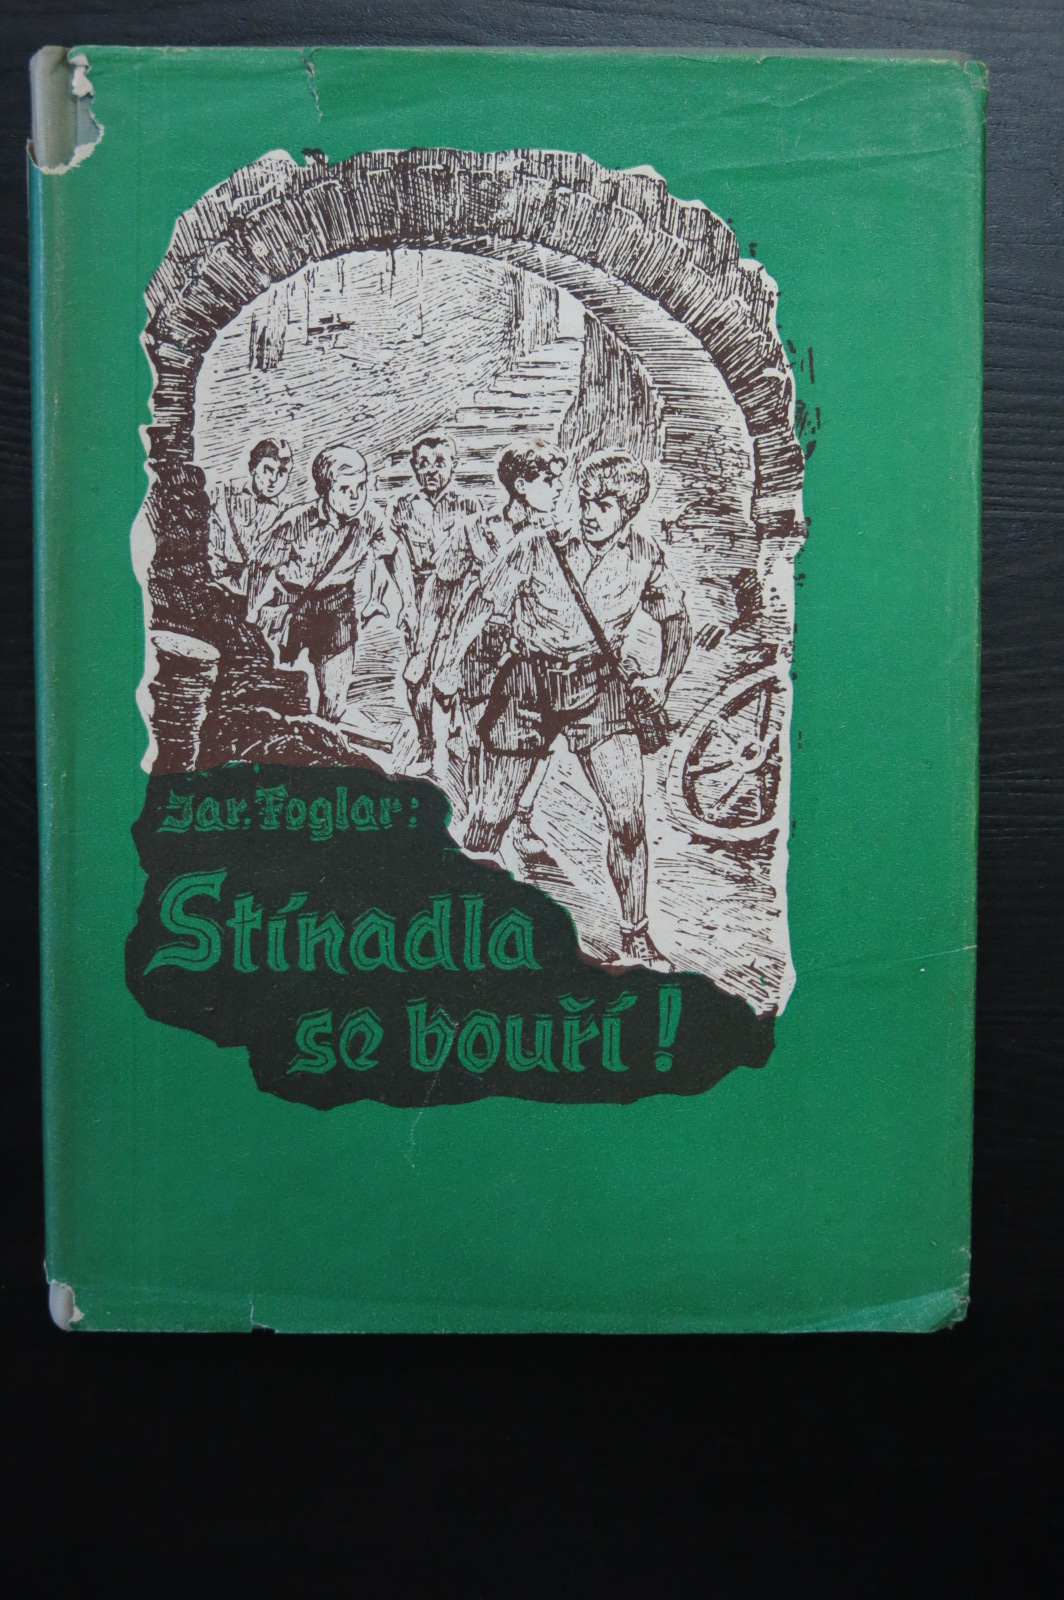 Jar. Foglar:
Stínadla
se bouří!